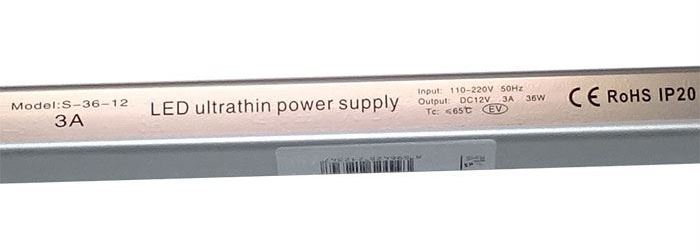 Model:S-36-12
3A
LED ultrathin power supply
Input: 110-220V 50Hz
Output: DC12V 3A 36W
Tc: ≤65℃ EV
CE RoHS IP20